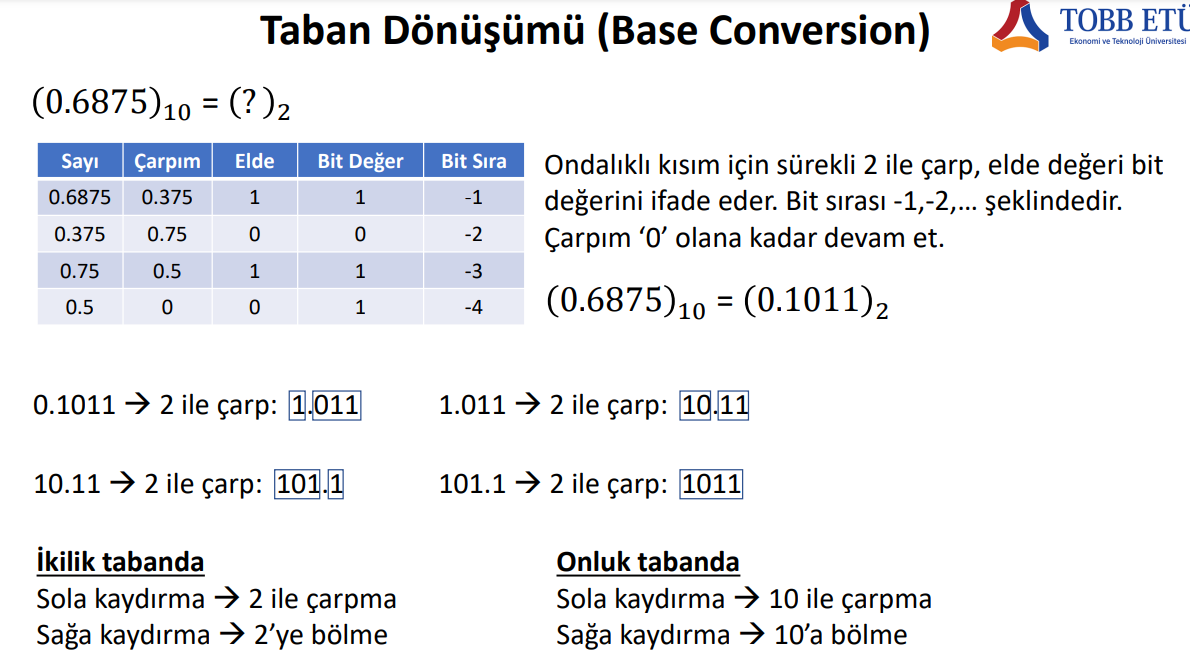 Taban Dönüşümü (Base Conversion)
TOBB ETÜ
Ekonomi ve Teknoloji Üniversitesi
(0.6875)₁₀ = (? )₂
Sayı Çarpım Elde Bit Değer Bit Sıra
0.6875 0.375 1 1 -1
0.375 0.75 0 0 -2
0.75 0.5 1 1 -3
0.5 0 0 1 -4
Ondalıklı kısım için sürekli 2 ile çarp, elde değeri bit
değerini ifade eder. Bit sırası -1,-2,... şeklindedir.
Çarpım ‘0’ olana kadar devam et.
(0.6875)₁₀ = (0.1011)₂
0.1011 → 2 ile çarp: 1.011
1.011 → 2 ile çarp: 10.11
10.11 → 2 ile çarp: 101.1
101.1 → 2 ile çarp: 1011
İkilik tabanda
Sola kaydırma → 2 ile çarpma
Sağa kaydırma → 2’ye bölme
Onluk tabanda
Sola kaydırma → 10 ile çarpma
Sağa kaydırma → 10’a bölme